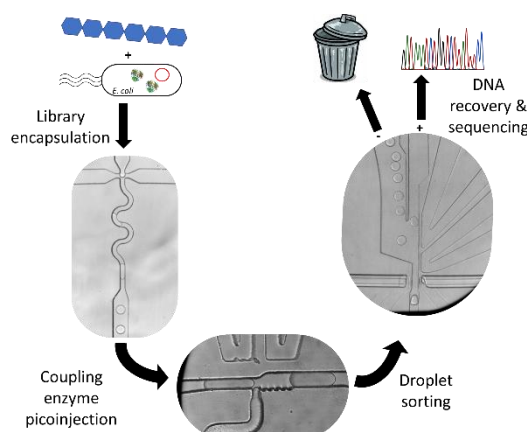 +
E. coli
Library
encapsulation
Coupling
enzyme
picoinjection
Droplet
sorting
- +
DNA
recovery &
sequencing